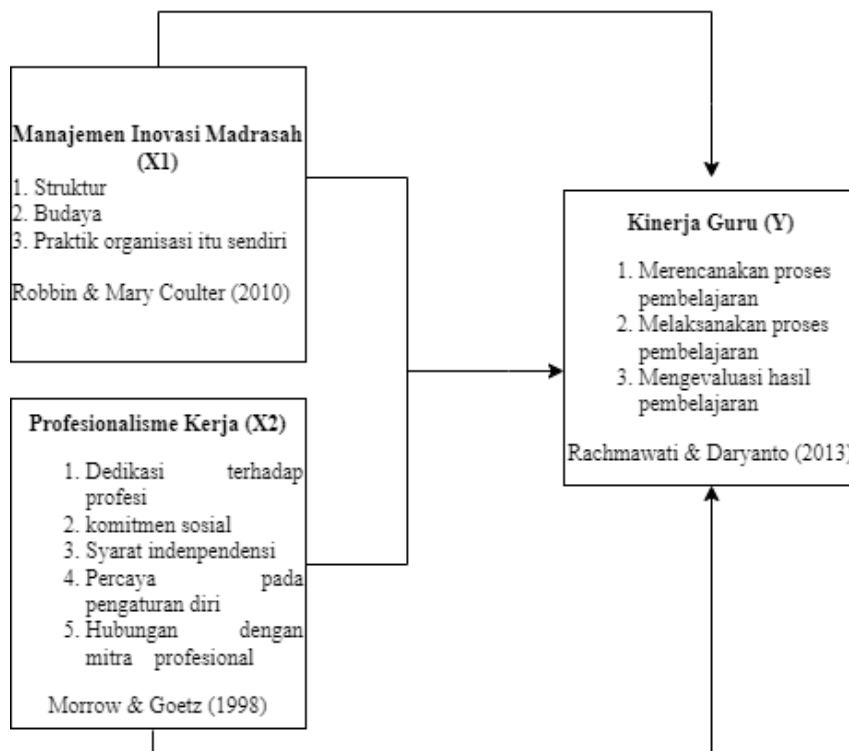 Manajemen Inovasi Madrasah
(X1)
1. Struktur
2. Budaya
3. Praktik organisasi itu sendiri
Robbin & Mary Coulter (2010)
Profesionalisme Kerja (X2)
1. Dedikasi terhadap
profesi
2. komitmen sosial
3. Syarat indenpendensi
4. Percaya pada
pengaturan diri
5. Hubungan dengan
mitra profesional
Morrow & Goetz (1998)
Kinerja Guru (Y)
1. Merencanakan proses
pembelajaran
2. Melaksanakan proses
pembelajaran
3. Mengevaluasi hasil
pembelajaran
Rachmawati & Daryanto (2013)